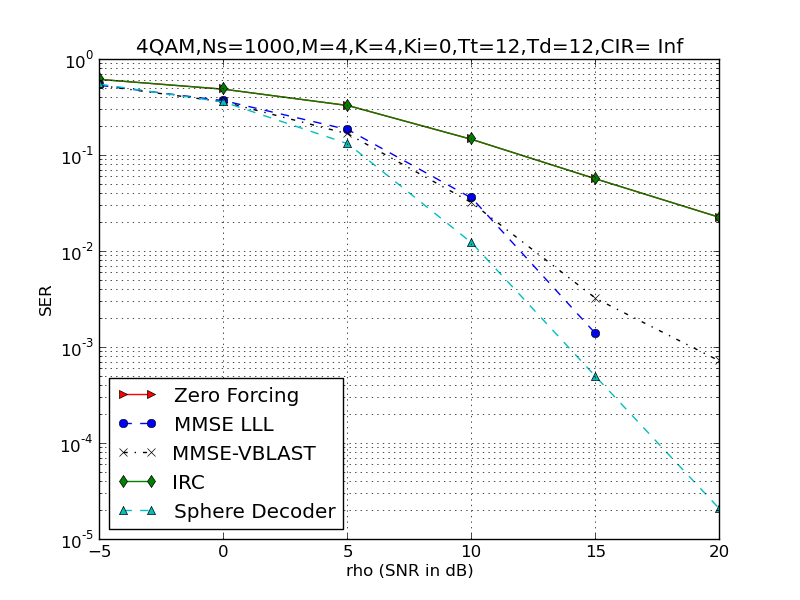 4QAM,Ns=1000,M=4,K=4,Ki=0,Tt=12,Td=12,CIR= Inf
10^0
10^-1
10^-2
10^-3
10^-4
10^-5
SER
Zero Forcing
MMSE LLL
MMSE-VBLAST
IRC
Sphere Decoder
−5 0 5 10 15 20
rho (SNR in dB)